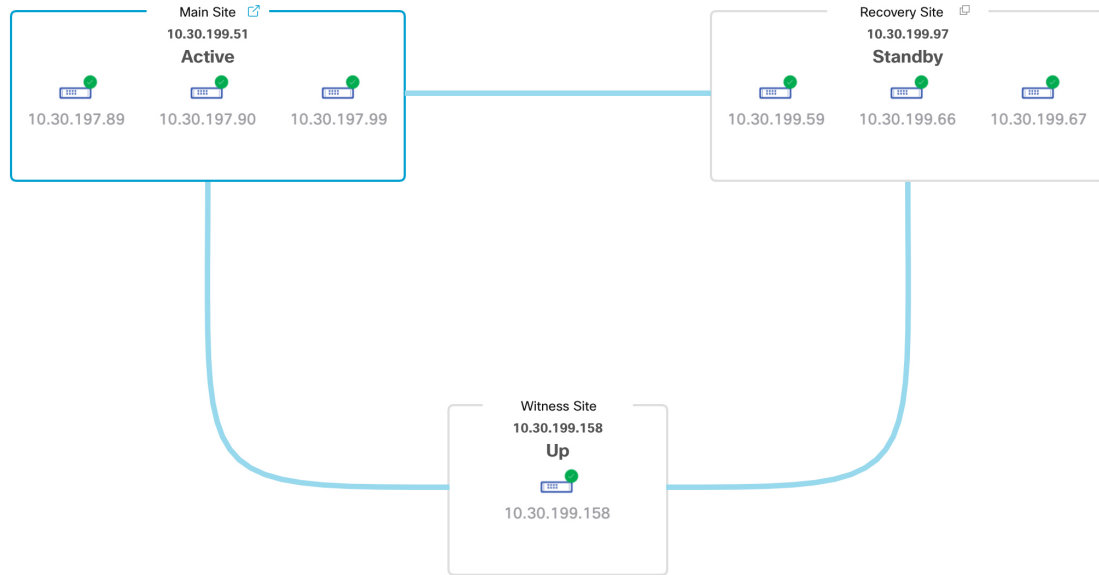 Main Site
10.30.199.51
Active
10.30.197.89
10.30.197.90
10.30.197.99
Recovery Site
10.30.199.97
Standby
10.30.199.59
10.30.199.66
10.30.199.67
Witness Site
10.30.199.158
Up
10.30.199.158